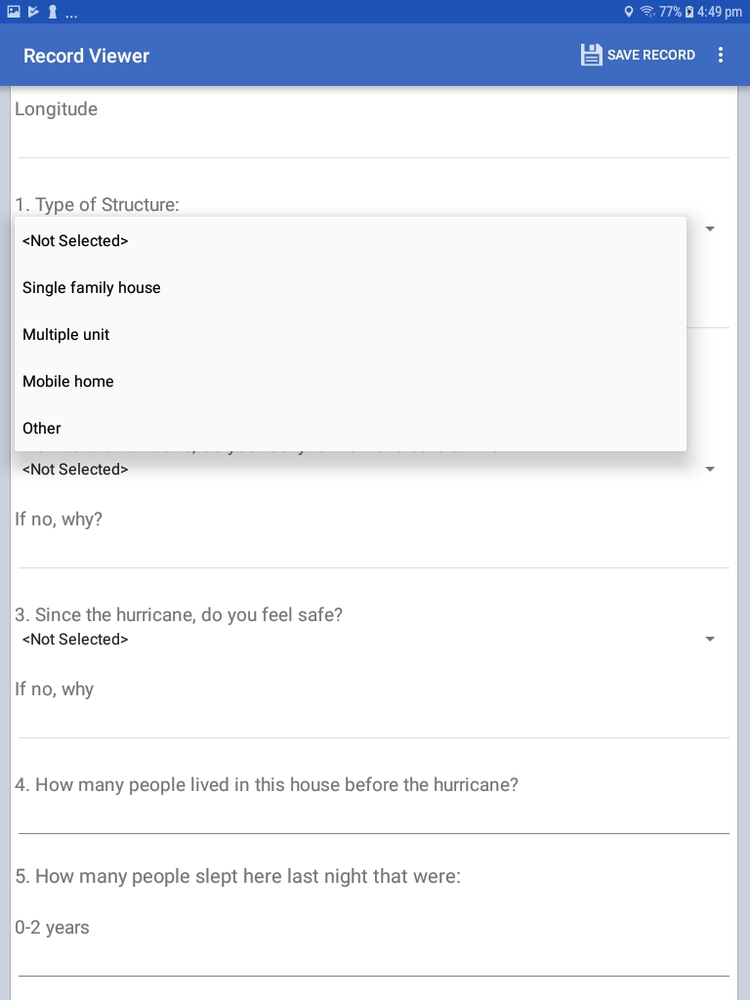 ... 77% 4:49 pm
Record Viewer SAVE RECORD
Longitude
1. Type of Structure:
<Not Selected>
Single family house
Multiple unit
Mobile home
Other
<Not Selected>
If no, why?
3. Since the hurricane, do you feel safe?
<Not Selected>
If no, why
4. How many people lived in this house before the hurricane?
5. How many people slept here last night that were:
0-2 years